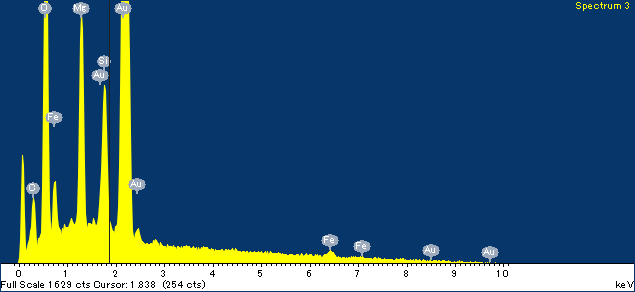 Spectrum 3
O Mg Au
Si
Au
Fe
C Au
Fe Fe Au Au
0 1 2 3 4 5 6 7 8 9 10
Full Scale 1629 cts Cursor: 1.838 (254 cts) keV